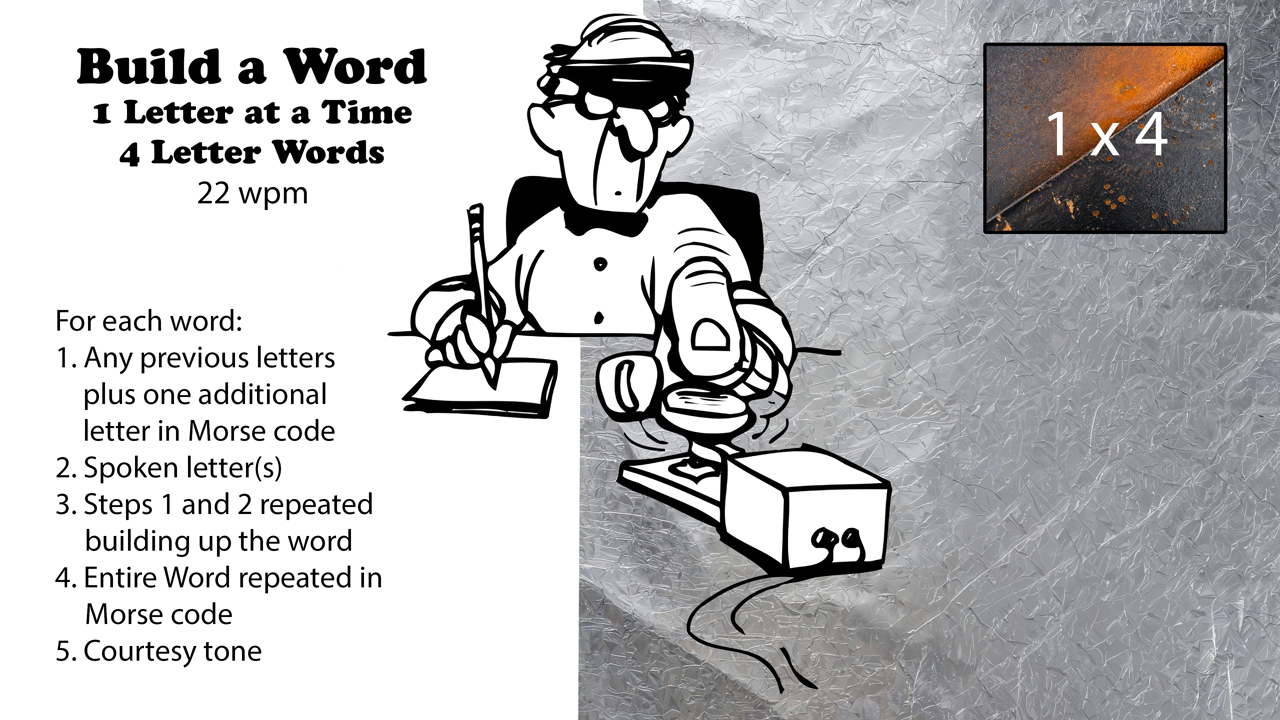 Build a Word
1 Letter at a Time
4 Letter Words
22 wpm
1 x 4
For each word:
1. Any previous letters
plus one additional
letter in Morse code
2. Spoken letter(s)
3. Steps 1 and 2 repeated
building up the word
4. Entire Word repeated in
Morse code
5. Courtesy tone